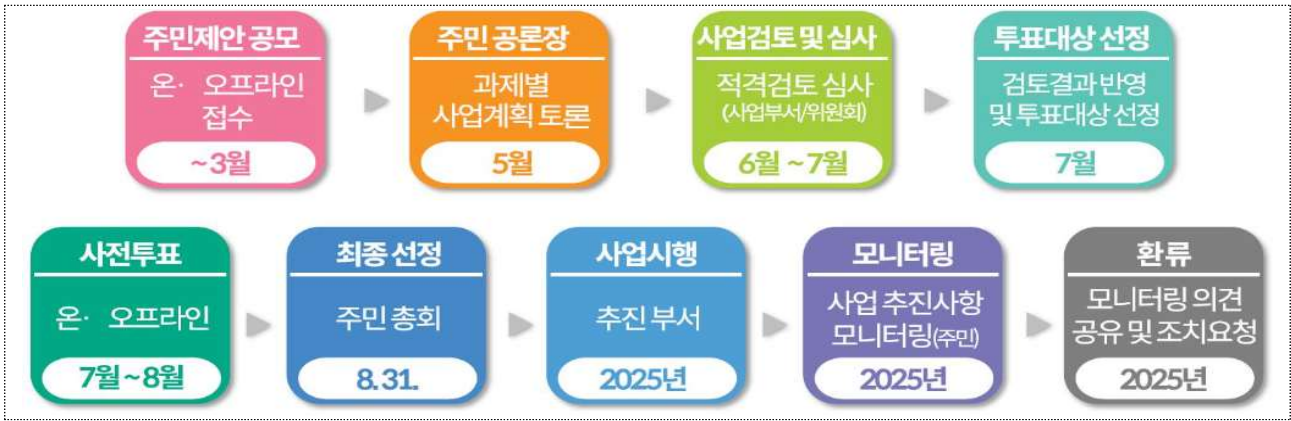 주민제안 공모
온· 오프라인
접수
~3월
주민 공론장
과제별
사업계획 토론
5월
사업검토 및 심사
적격검토 심사
(사업부서/위원회)
6월 ~7월
투표대상 선정
검토결과 반영
및 투표대상 선정
7월
사전투표
온· 오프라인
7월~8월
최종 선정
주민 총회
8. 31.
사업시행
추진 부서
2025년
모니터링
사업 추진사항
모니터링(주민)
2025년
환류
모니터링 의견
공유 및 조치요청
2025년